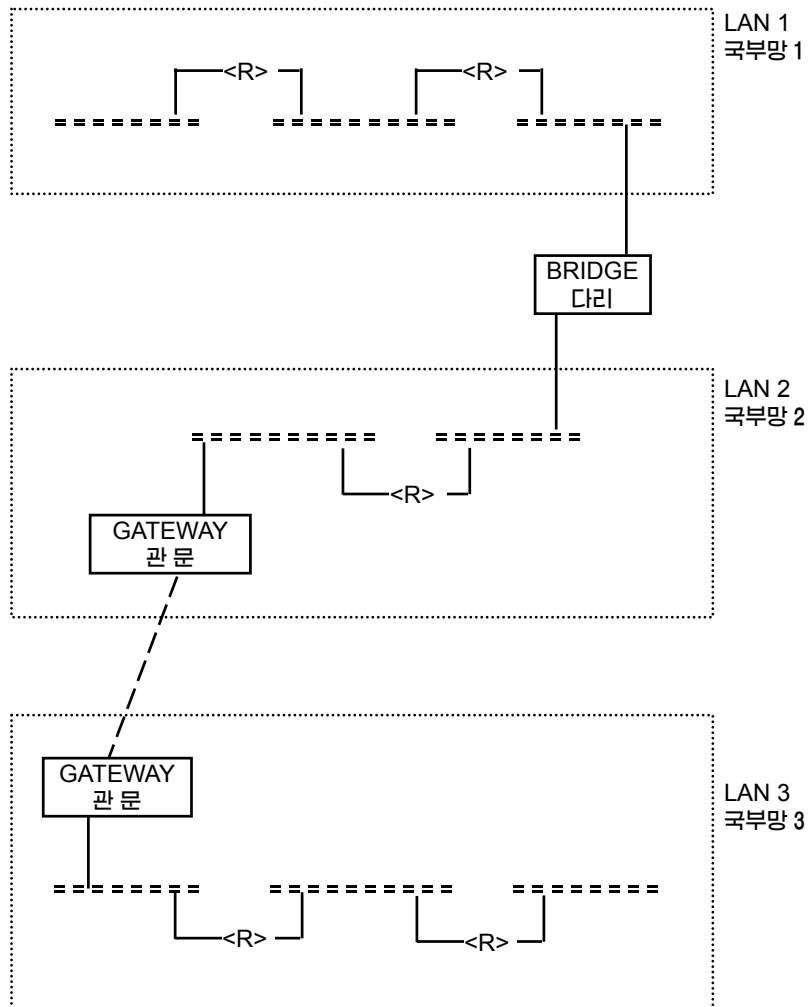 LAN 1
국부망 1
<R> <R>
BRIDGE
다리
LAN 2
국부망 2
<R>
GATEWAY
관 문
GATEWAY
관 문
LAN 3
국부망 3
<R> <R>